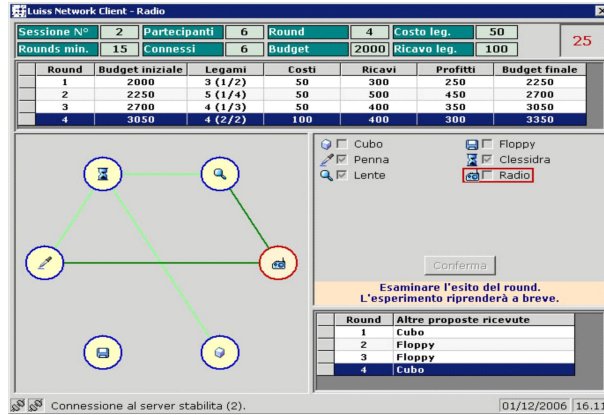 Luiss Network Client - Radio
Sessione N° 2 Partecipanti 6 Round 4 Costo leg. 50
25
Rounds min. 15 Connessi 6 Budget 2000 Ricavo leg. 100
Round Budget iniziale Legami Costi Ricavi Profitti Budget finale
1 2000 3 (1/2) 50 300 250 2250
2 2250 5 (1/4) 50 500 450 2700
3 2700 4 (1/3) 50 400 350 3050
4 3050 4 (2/2) 100 400 300 3350
Cubo Floppy
Penna Clessidra
Lente Radio
Conferma
Esaminare l'esito del round.
L'esperimento riprenderà a breve.
Round Altre proposte ricevute
1 Cubo
2 Floppy
3 Floppy
4 Cubo
Connessione al server stabilita (2). 01/12/2006 16.11